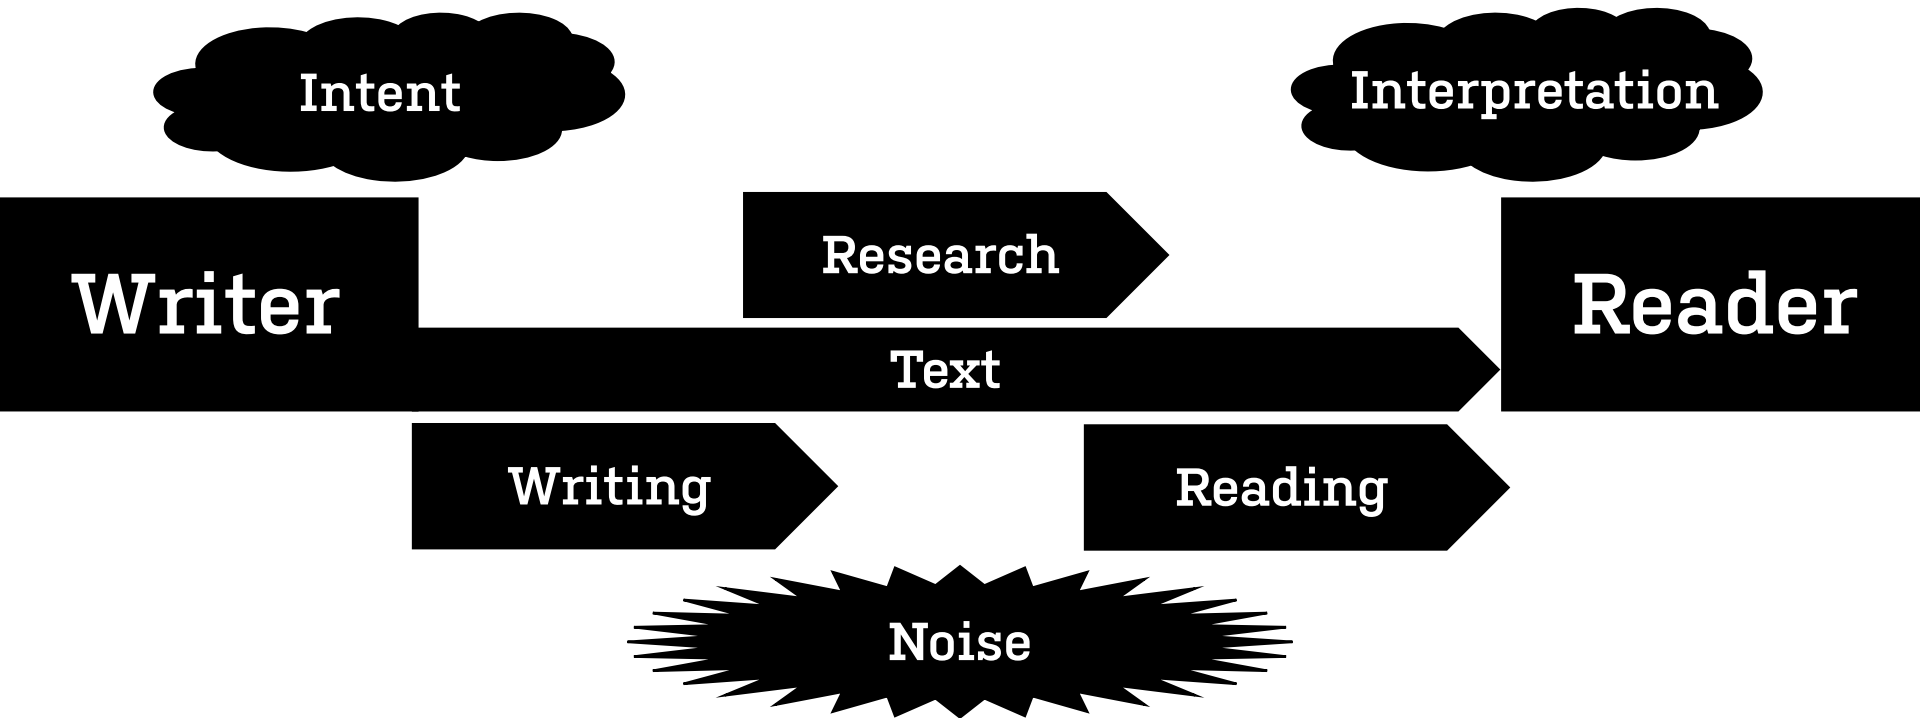 Intent
Interpretation
Research
Writer
Reader
Text
Writing
Reading
Noise